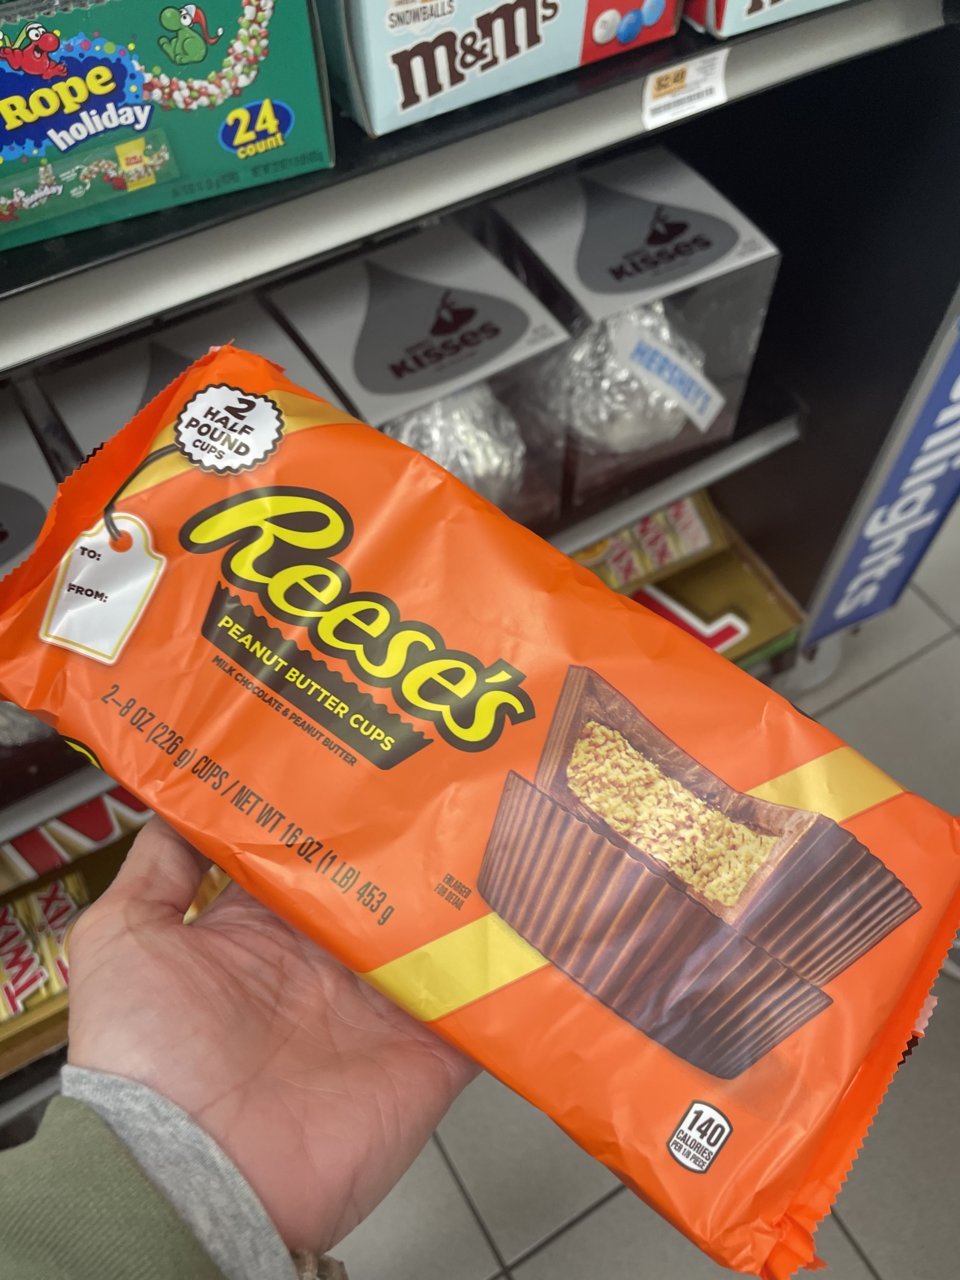 Rope
holiday
24
count
SNOWBALLS
m&m's
$2.49
KISSES
KISSES
HERSHEY'S
2
HALF
POUND
CUPS
TO:
FROM:
Reese's
PEANUT BUTTER CUPS
MILK CHOCOLATE & PEANUT BUTTER
2–8 OZ (226 g) CUPS / NET WT 16 OZ (1 LB) 453 g
ENLARGED
FOR DETAIL
140
CALORIES
PER 1/8 PIECE
TWIX